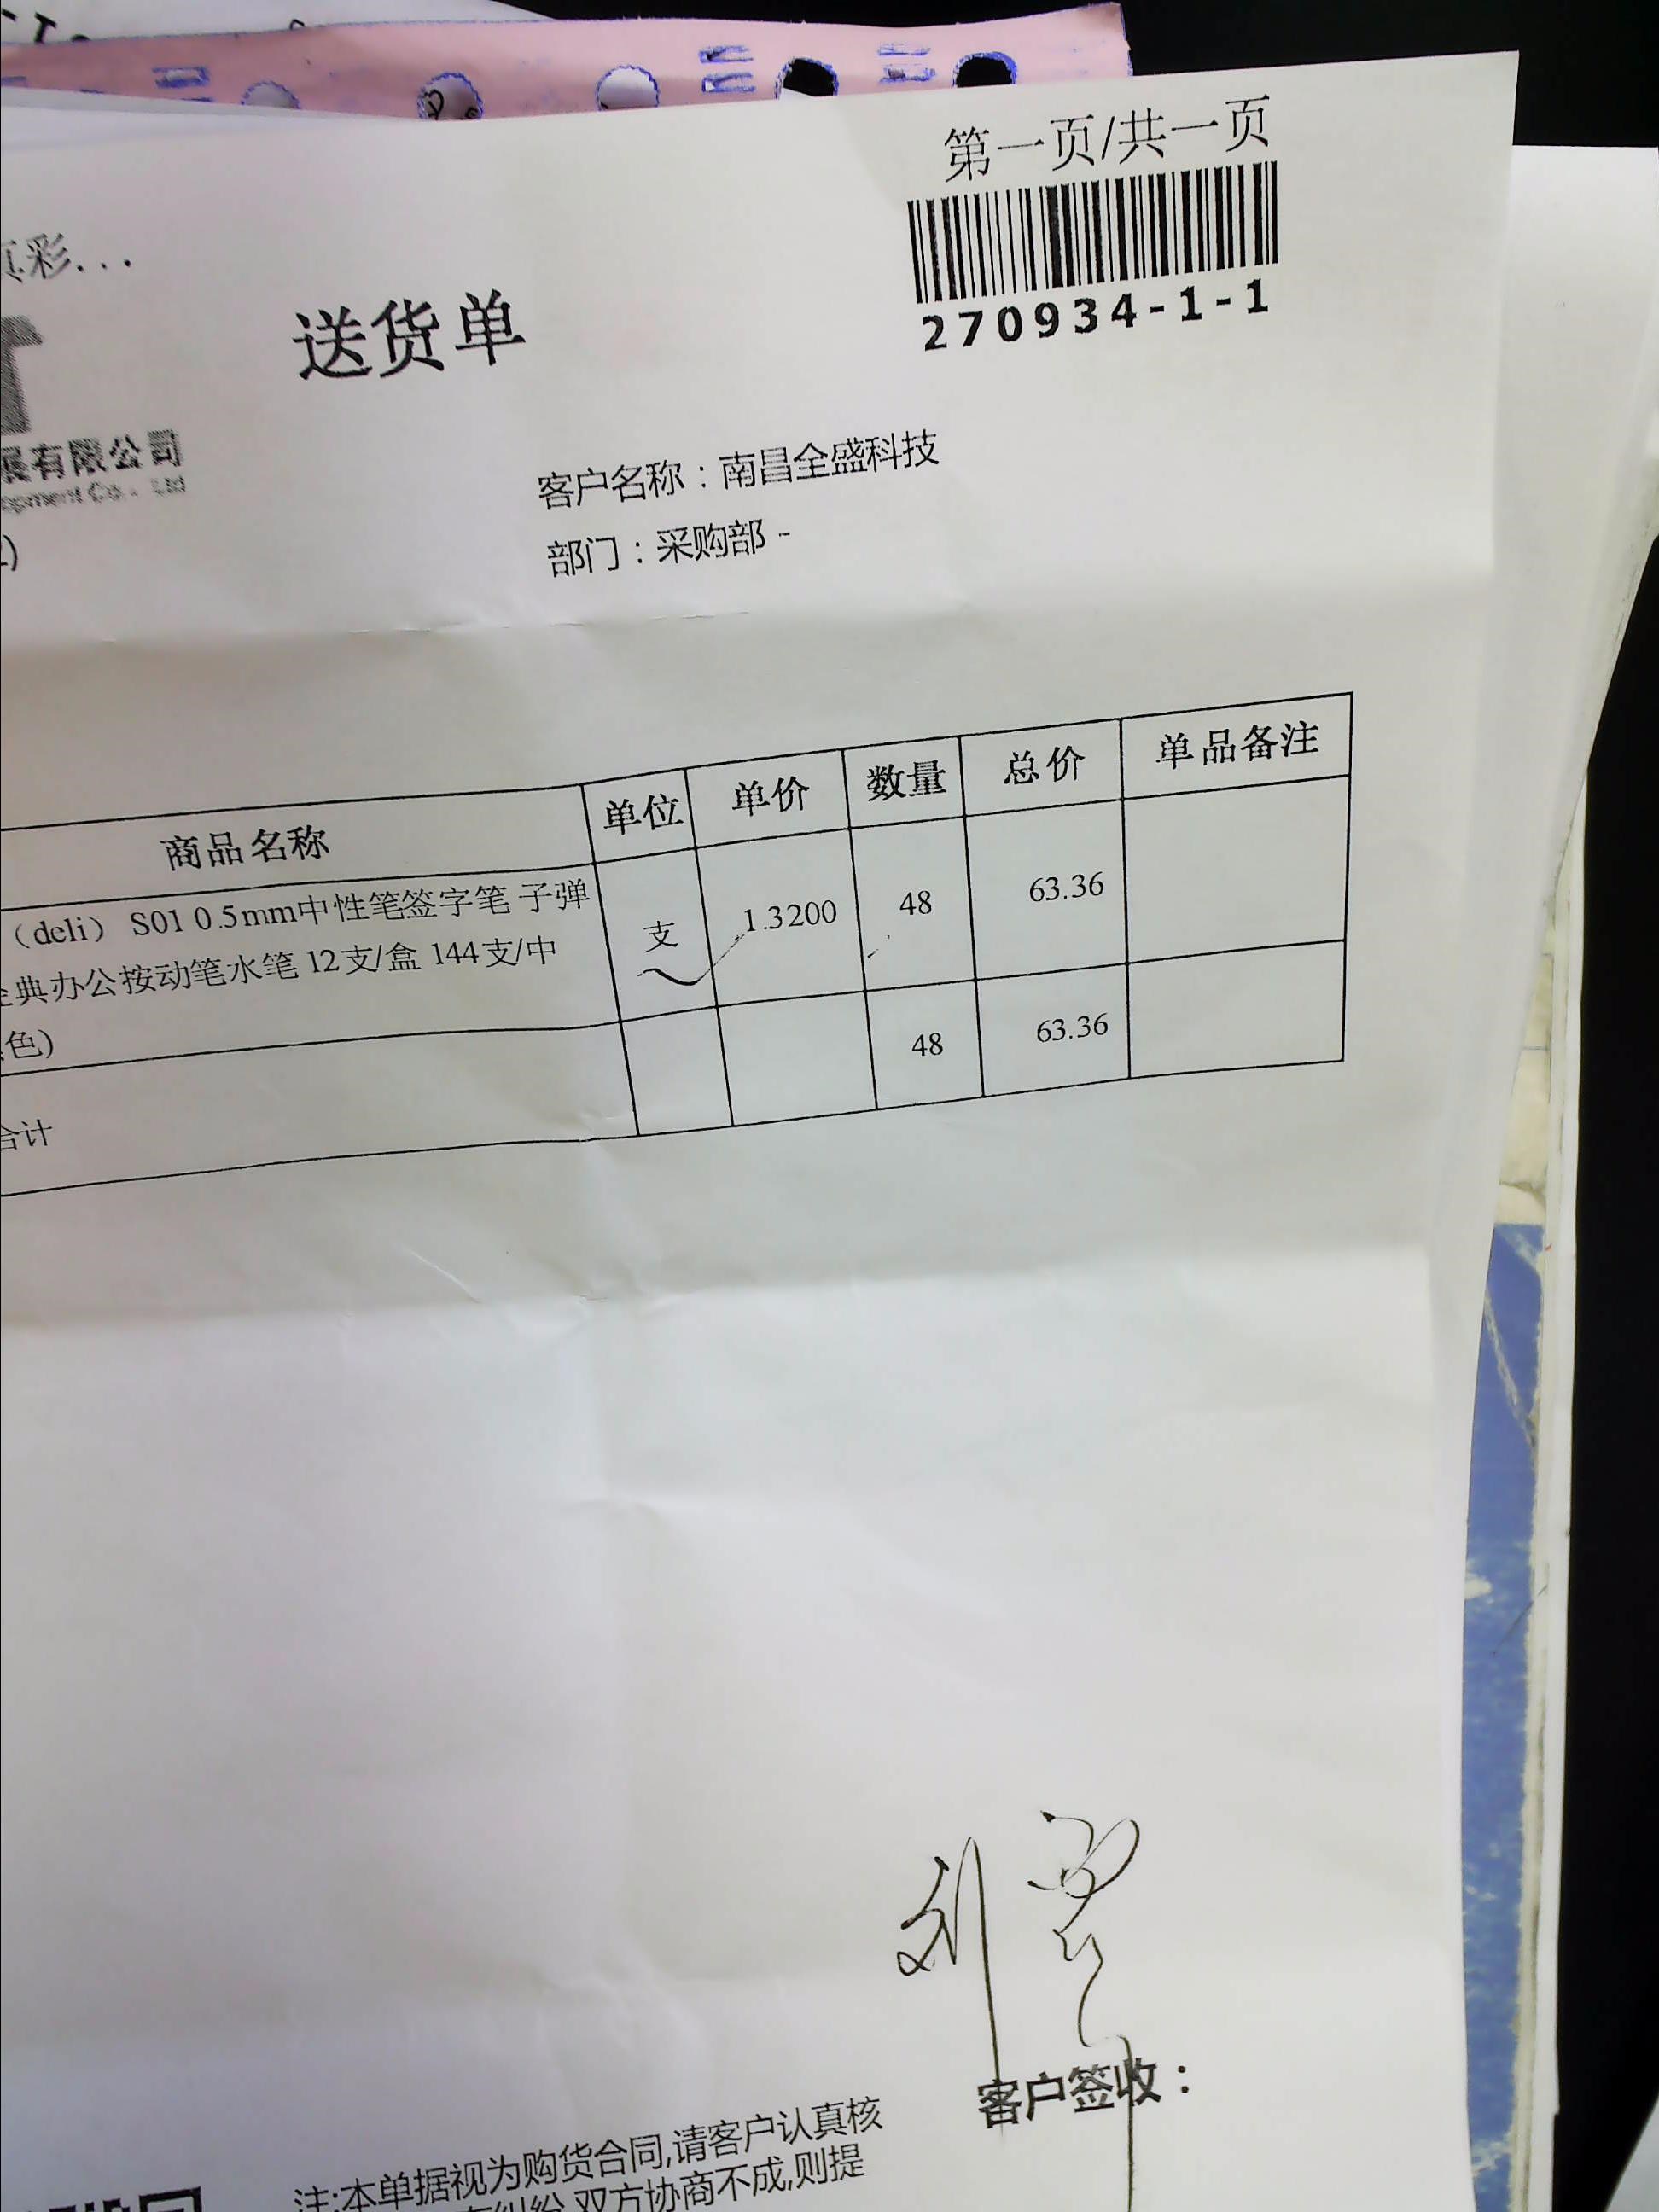 第一页/共一页
270934-1-1
彩...
送货单
展有限公司
opment Co., Ltd
客户名称：南昌全盛科技
部门：采购部 -
商品名称 单位 单价 数量 总价 单品备注
（deli） S01 0.5mm中性笔签字笔 子弹
典办公按动笔水笔 12支/盒 144支/中
色)
支 1.3200 48 63.36
合计 48 63.36
刘
客户签收：
注:本单据视为购货合同,请客户认真核
双方协商不成,则提